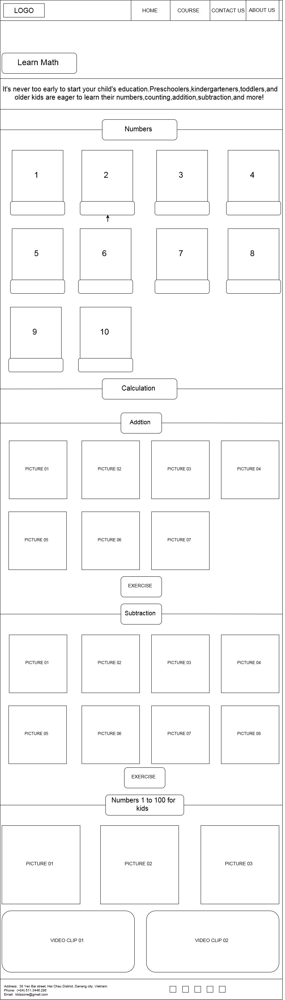 LOGO
HOME
COURSE
CONTACT US
ABOUT US
Learn Math
It's never too early to start your child's education.Preschoolers,kindergarteners,toddlers,and
older kids are eager to learn their numbers,counting,addition,subtraction,and more!
Numbers
1
2
3
4
5
6
7
8
9
10
Calculation
Addtion
PICTURE 01
PICTURE 02
PICTURE 03
PICTURE 04
PICTURE 05
PICTURE 06
PICTURE 07
EXERCISE
Subtraction
PICTURE 01
PICTURE 02
PICTURE 03
PICTURE 04
PICTURE 05
PICTURE 06
PICTURE 07
PICTURE 08
EXERCISE
Numbers 1 to 100 for
kids
PICTURE 01
PICTURE 02
PICTURE 03
VIDEO CLIP 01
VIDEO CLIP 02
Address: 38 Yen Bai street, Hai Chau District, Danang city, Vietnam.
Phone: (+84) 511.3446.295
Email: kidszone@gmail.com